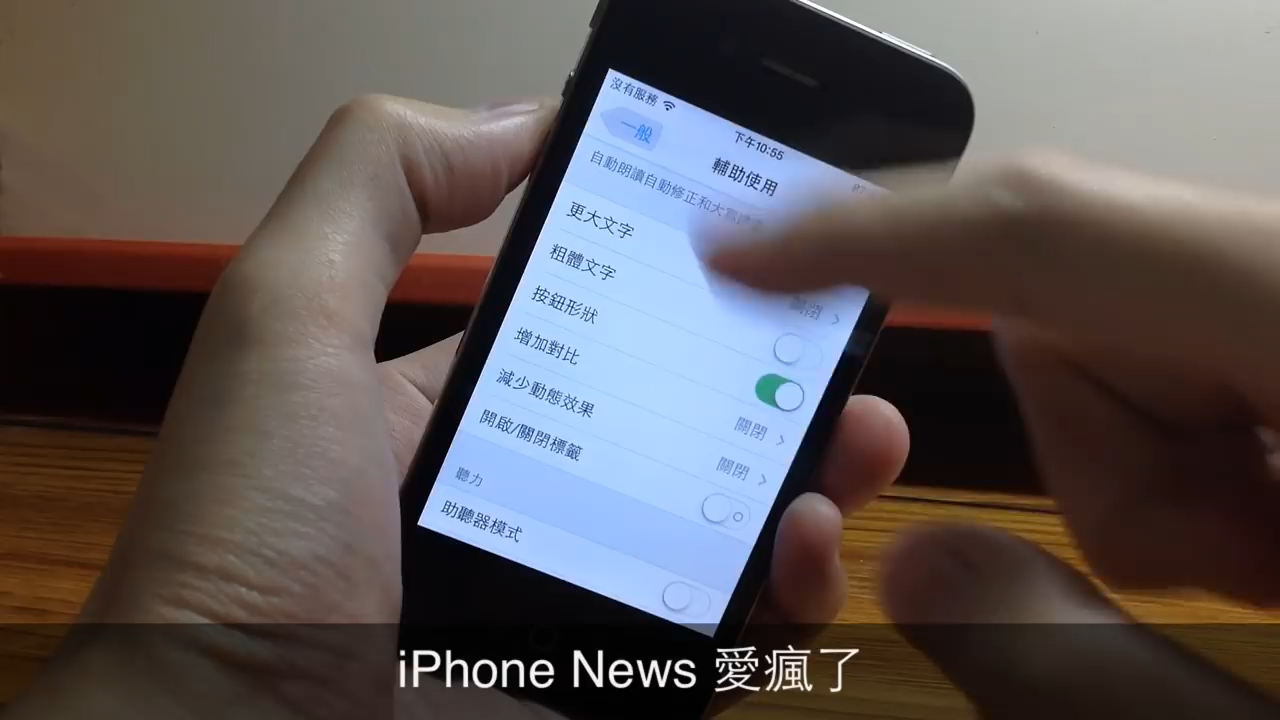 沒有服務
下午10:55
一般
輔助使用
自動朗讀自動修正和大寫
更大文字
關閉
粗體文字
按鈕形狀
增加對比
關閉
減少動態效果
關閉
開啟/關閉標籤
聽力
助聽器模式
iPhone News 愛瘋了